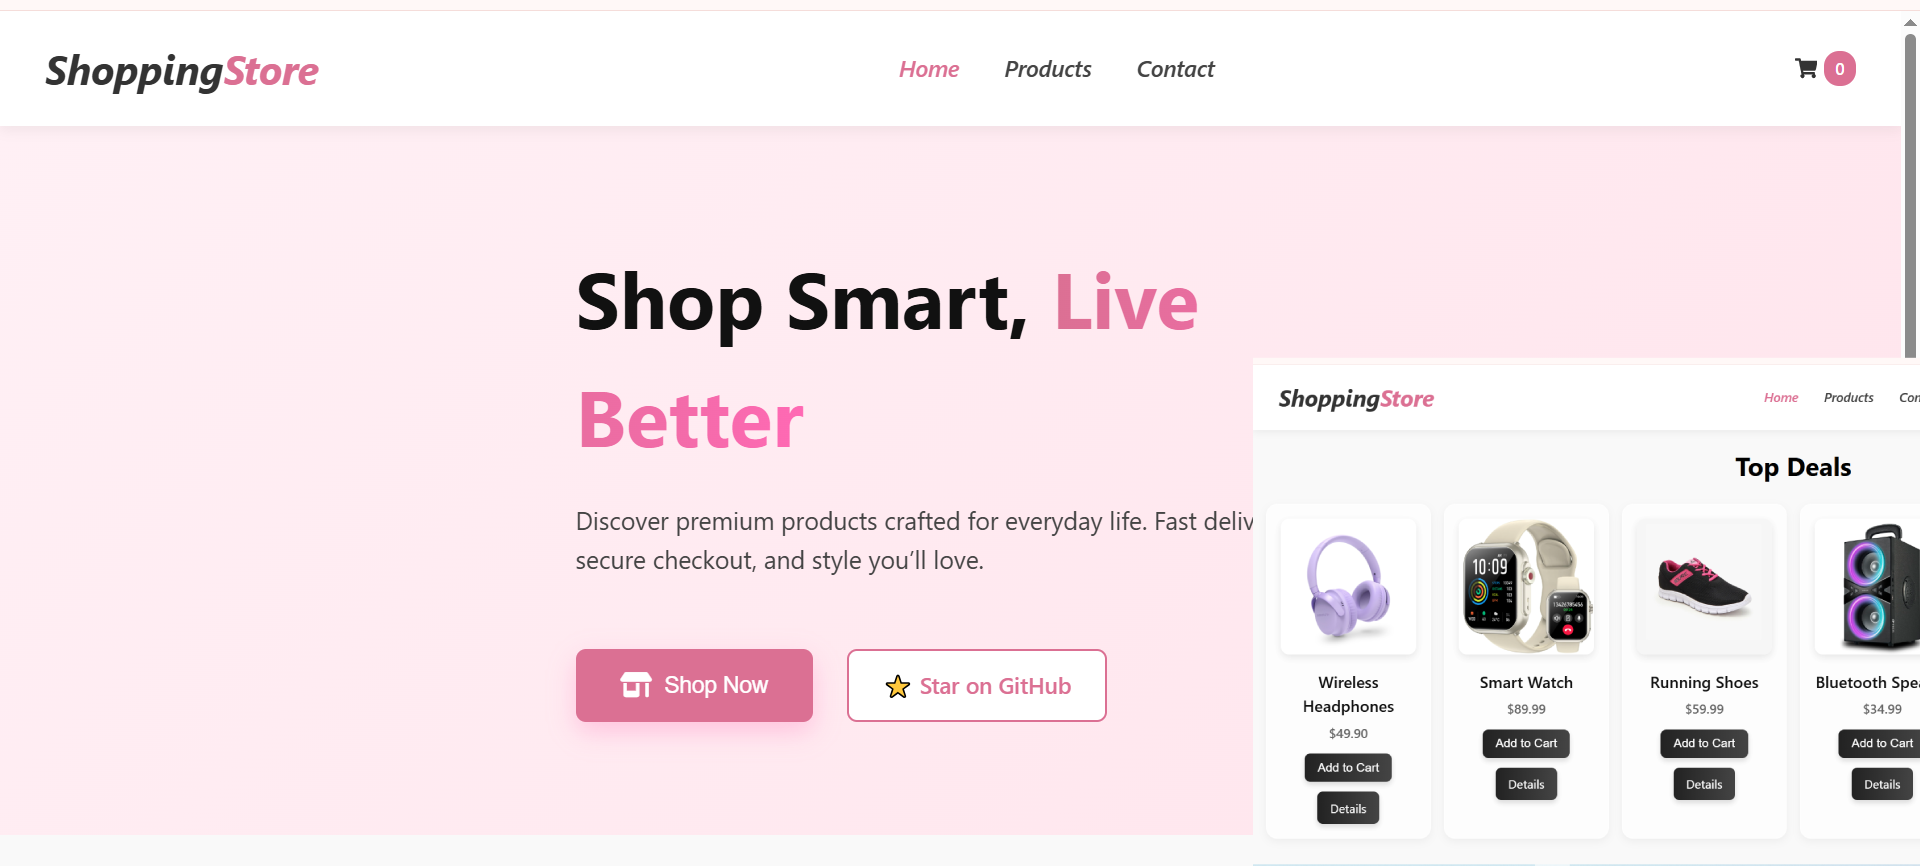 ShoppingStore
Home Products Contact
0
Shop Smart, Live
Better
Discover premium products crafted for everyday life. Fast
secure checkout, and style you’ll love.
Shop Now
Star on GitHub
ShoppingStore
Home Products
Top Deals
10:09
Wireless
Headphones
$49.90
Add to Cart
Details
Smart Watch
$89.99
Add to Cart
Details
Running Shoes
$59.99
Add to Cart
Details
Bluetooth
$34.99
Add to Cart
Details